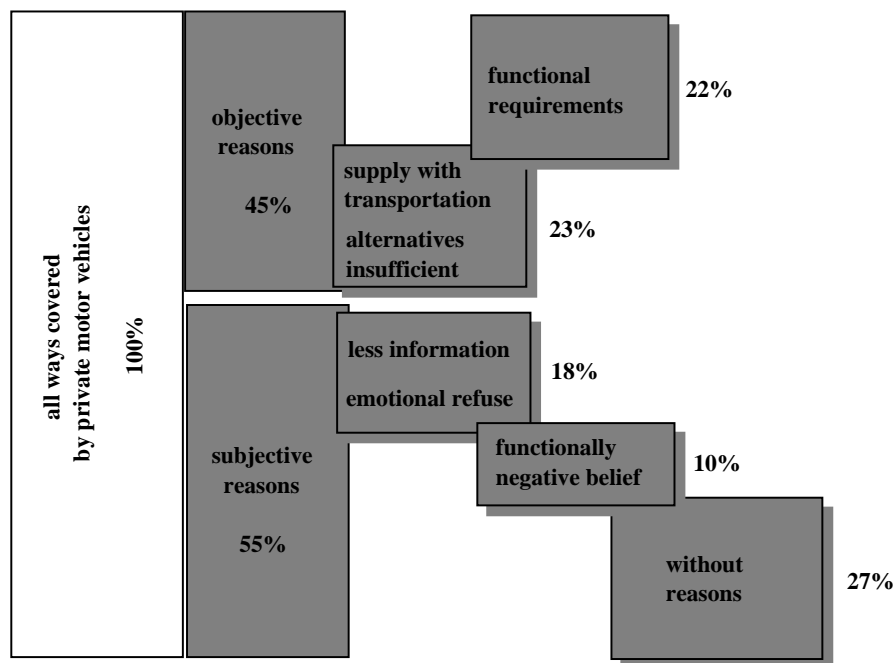 all ways covered
by private motor vehicles
100%
objective
reasons
45%
functional
requirements
22%
supply with
transportation
alternatives
insufficient
23%
subjective
reasons
55%
less information
emotional refuse
18%
functionally
negative belief
10%
without
reasons
27%